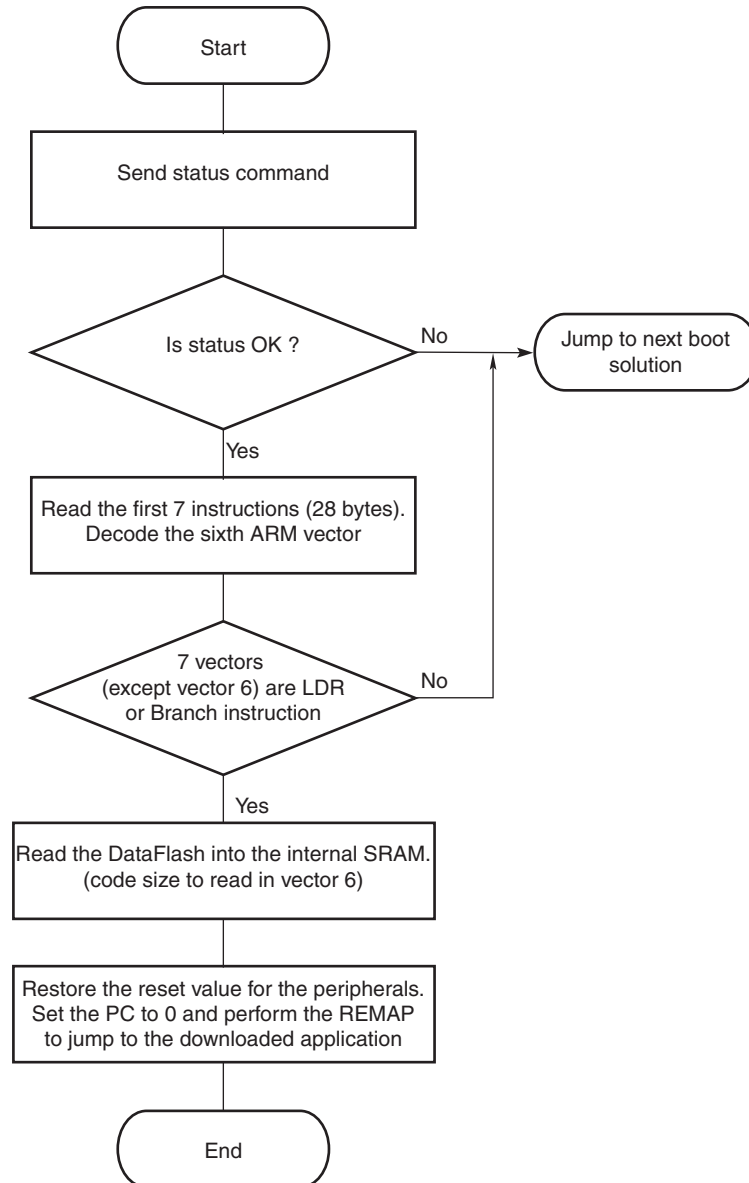 Start
Send status command
Is status OK ?
No
Jump to next boot
solution
Yes
Read the first 7 instructions (28 bytes).
Decode the sixth ARM vector
7 vectors
(except vector 6) are LDR
or Branch instruction
No
Yes
Read the DataFlash into the internal SRAM.
(code size to read in vector 6)
Restore the reset value for the peripherals.
Set the PC to 0 and perform the REMAP
to jump to the downloaded application
End